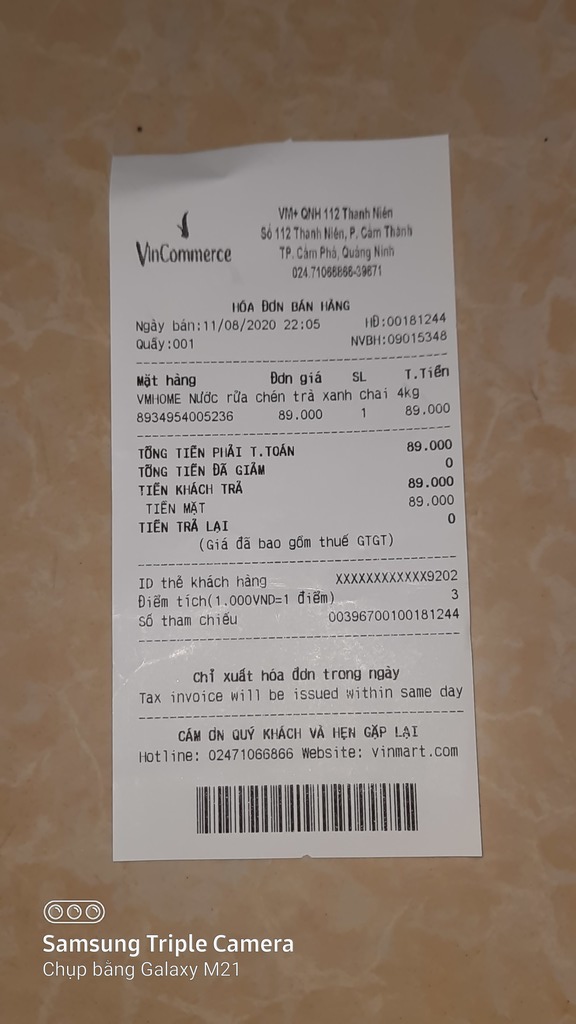 VinCommerce
VM+ QNH 112 Thanh Niên
Số 112 Thanh Niên, P. Cẩm Thành
TP. Cẩm Phả, Quảng Ninh
024.71066866-39671
HÓA ĐƠN BÁN HÀNG
Ngày bán:11/08/2020 22:05 HĐ:00181244
Quầy:001 NVBH:09015348
Mặt hàng Đơn giá SL T.Tiền
VMHOME Nước rửa chén trà xanh chai 4kg
8934954005236 89.000 1 89.000
TỔNG TIỀN PHẢI T.TOÁN 89.000
TỔNG TIỀN ĐÃ GIẢM 0
TIỀN KHÁCH TRẢ 89.000
TIỀN MẶT 89.000
TIỀN TRẢ LẠI 0
(Giá đã bao gồm thuế GTGT)
ID thẻ khách hàng XXXXXXXXXXXX9202
Điểm tích(1.000VND=1 điểm) 3
Số tham chiếu 00396700100181244
Chỉ xuất hóa đơn trong ngày
Tax invoice will be issued within same day
CẢM ƠN QUÝ KHÁCH VÀ HẸN GẶP LẠI
Hotline: 02471066866 Website: vinmart.com
Samsung Triple Camera
Chụp bằng Galaxy M21